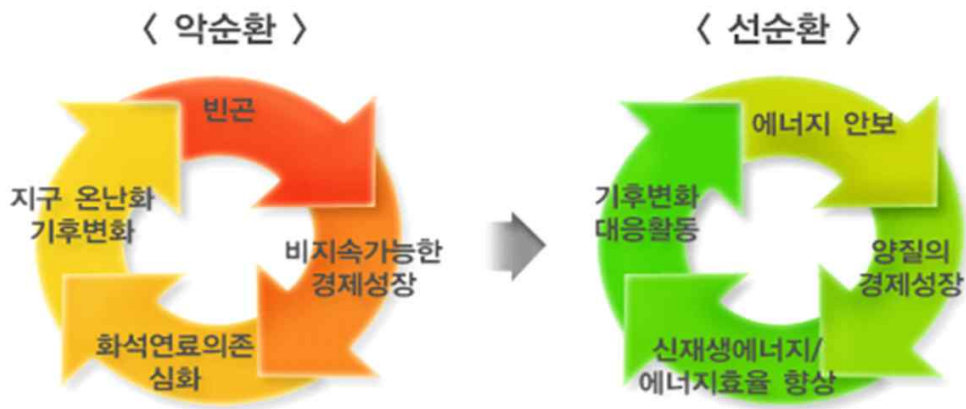 < 악순환 >
빈곤
비지속가능한
경제성장
화석연료의존
심화
지구 온난화
기후변화
< 선순환 >
에너지 안보
양질의
경제성장
신재생에너지/
에너지효율 향상
기후변화
대응활동